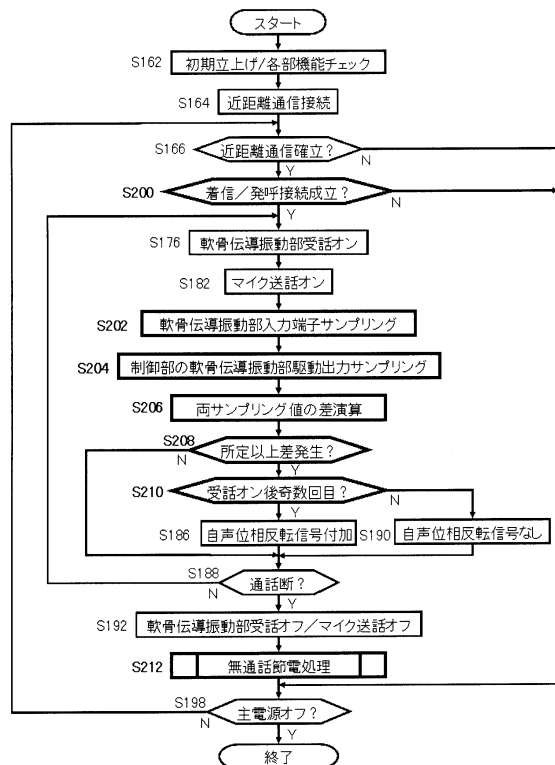 スタート
S162 初期立上げ/各部機能チェック
S164 近距離通信接続
S166 近距離通信確立？ N
Y
S200 着信／発呼接続成立？ N
Y
S176 軟骨伝導振動部受話オン
S182 マイク送話オン
S202 軟骨伝導振動部入力端子サンプリング
S204 制御部の軟骨伝導振動部駆動出力サンプリング
S206 両サンプリング値の差演算
S208 所定以上差発生？
N Y
S210 受話オン後奇数回目？ N
Y
S186 自声位相反転信号付加 S190 自声位相反転信号なし
S188 通話断？
N Y
S192 軟骨伝導振動部受話オフ／マイク送話オフ
S212 無通話節電処理
S198 主電源オフ？
N Y
終了